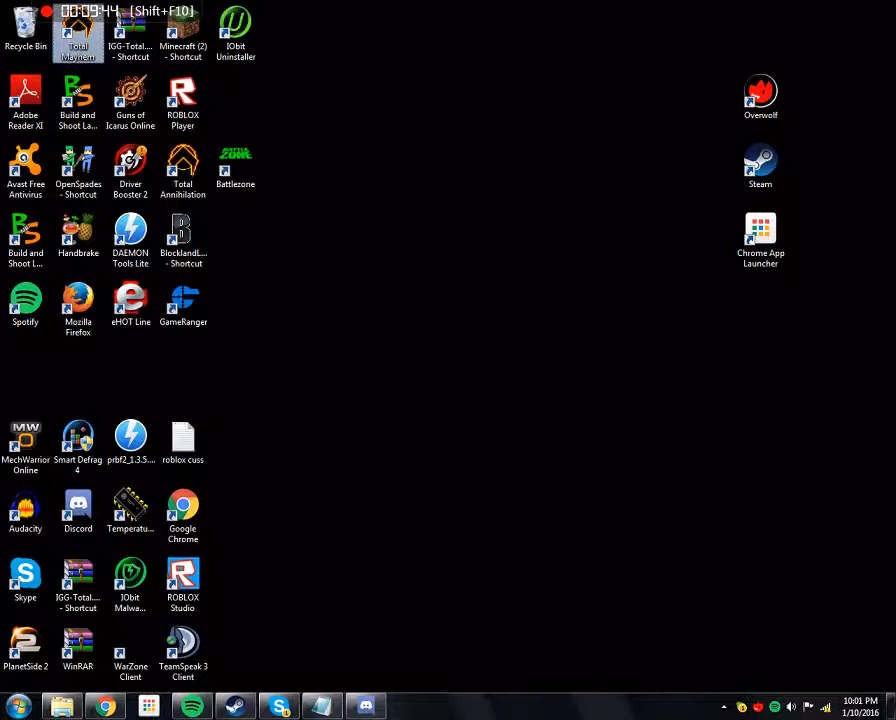 00:09:44 [Shift+F10]
Recycle Bin
Total
Mayhem
IGG-Total....
- Shortcut
Minecraft (2)
- Shortcut
IObit
Uninstaller
Adobe
Reader XI
Build and
Shoot La...
Guns of
Icarus Online
ROBLOX
Player
Overwolf
Avast Free
Antivirus
OpenSpades
- Shortcut
Driver
Booster 2
Total
Annihilation
BATTLE
ZONE
Battlezone
Steam
Build and
Shoot L...
Handbrake
DAEMON
Tools Lite
BlocklandL...
- Shortcut
Chrome App
Launcher
Spotify
Mozilla
Firefox
eHOT Line
GameRanger
MW
MechWarrior
Online
Smart Defrag
4
prbf2_1.3.5....
roblox cuss
Audacity
Discord
Temperatu...
Google
Chrome
Skype
IGG-Total....
- Shortcut
IObit
Malwa...
ROBLOX
Studio
PlanetSide 2
WinRAR
WarZone
Client
TeamSpeak 3
Client
10:01 PM
1/10/2016